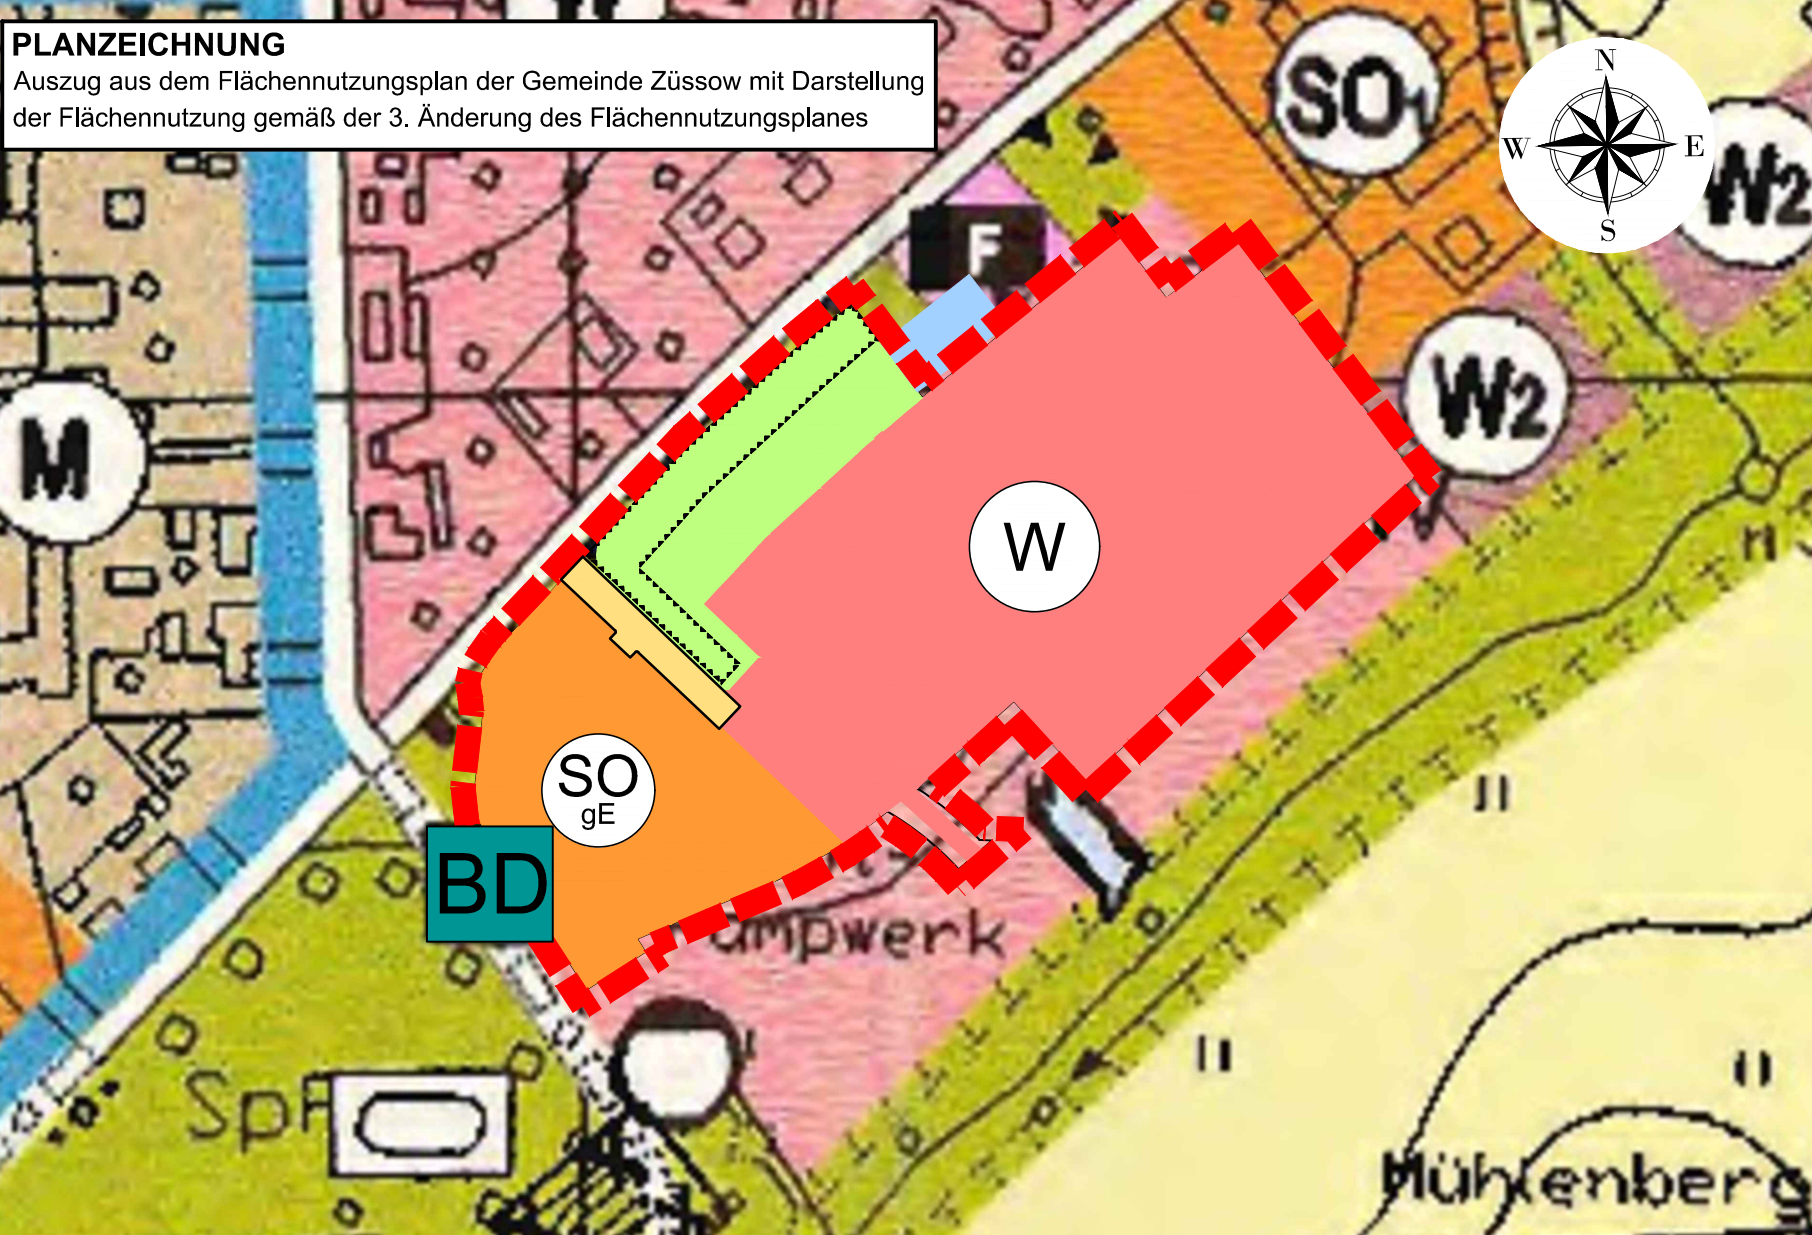 PLANZEICHNUNG
Auszug aus dem Flächennutzungsplan der Gemeinde Züssow mit Darstellung
der Flächennutzung gemäß der 3. Änderung des Flächennutzungsplanes
N
W
E
S
SO1
W2
F
W2
M
W
SO
gE
BD
umpwerk
SpF
Mühlenberg